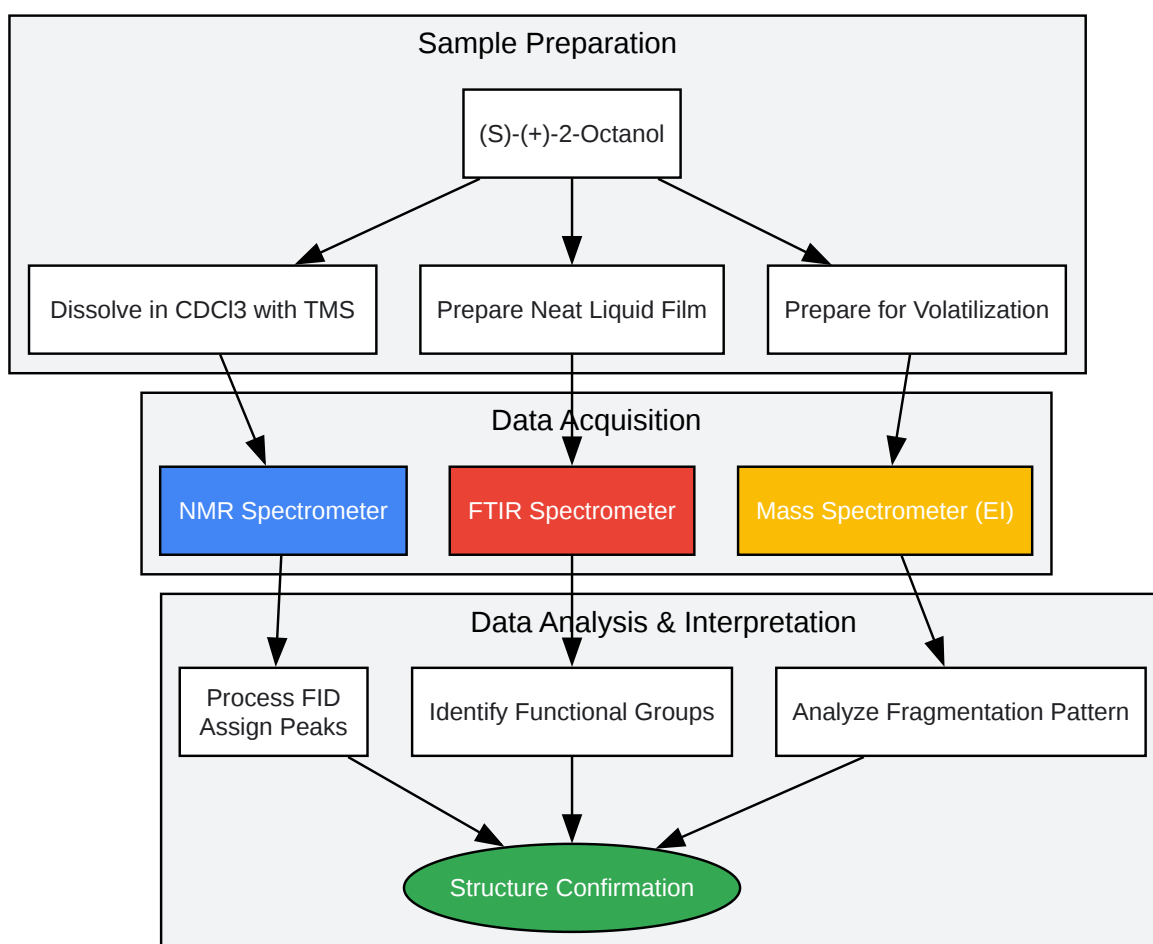 Sample Preparation
(S)-(+)-2-Octanol
Dissolve in CDCl3 with TMS
Prepare Neat Liquid Film
Prepare for Volatilization
Data Acquisition
NMR Spectrometer
FTIR Spectrometer
Mass Spectrometer (EI)
Data Analysis & Interpretation
Process FID
Assign Peaks
Identify Functional Groups
Analyze Fragmentation Pattern
Structure Confirmation